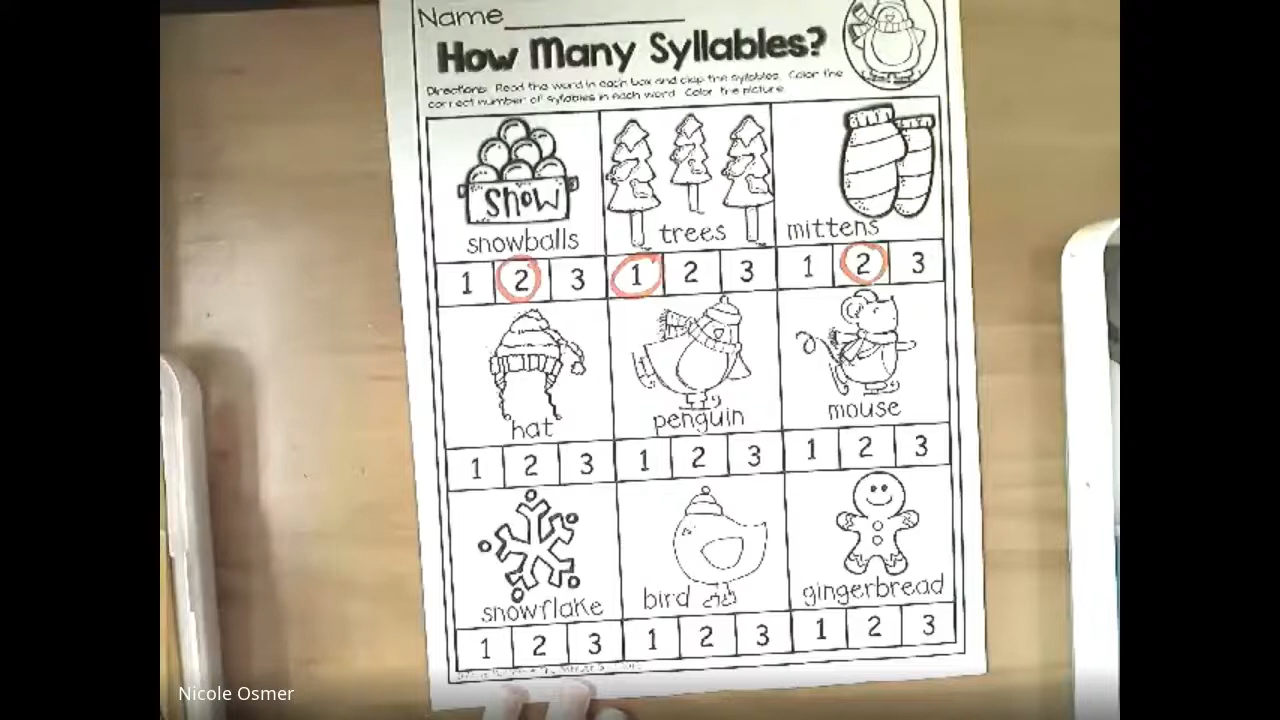 Name
How Many Syllables?
Directions: Read the word in each box and clap the syllables. Color the
correct number of syllables in each word. Color the picture.
snow
snowballs
trees
mittens
1 2 3 1 2 3 1 2 3
hat
penguin
mouse
1 2 3 1 2 3 1 2 3
snowflake
bird
gingerbread
1 2 3 1 2 3 1 2 3
Nicole Osmer